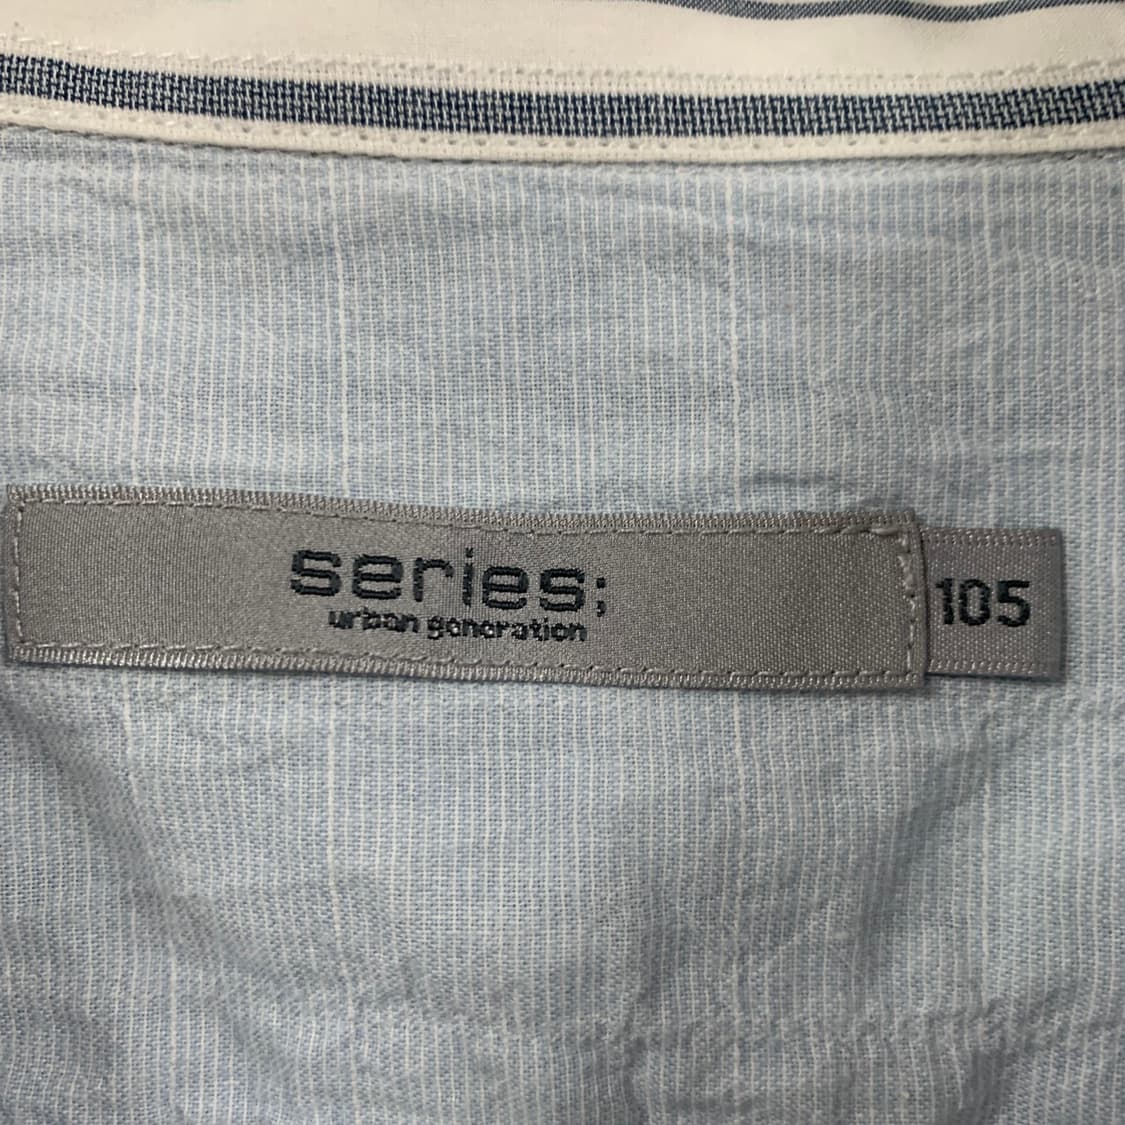 series;
urban generation
105